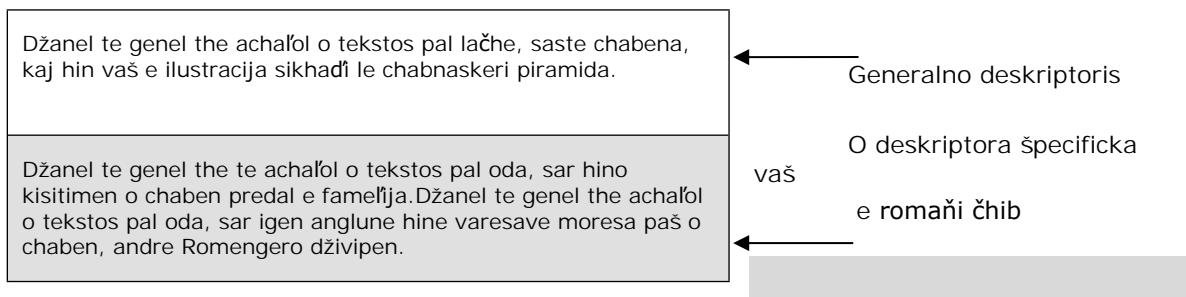 Džanel te genel the achaľol o tekstos pal lačhe, saste chabena,
kaj hin vaš e ilustracija sikhaďi le chabnaskeri piramida.
Džanel te genel the te achaľol o tekstos pal oda, sar hino
kisitimen o chaben predal e fameľija.Džanel te genel the achaľol
o tekstos pal oda, sar igen anglune hine varesave moresa paš o
chaben, andre Romengero dživipen.
Generalno deskriptoris
O deskriptora špecificka
vaš
e romaňi čhib